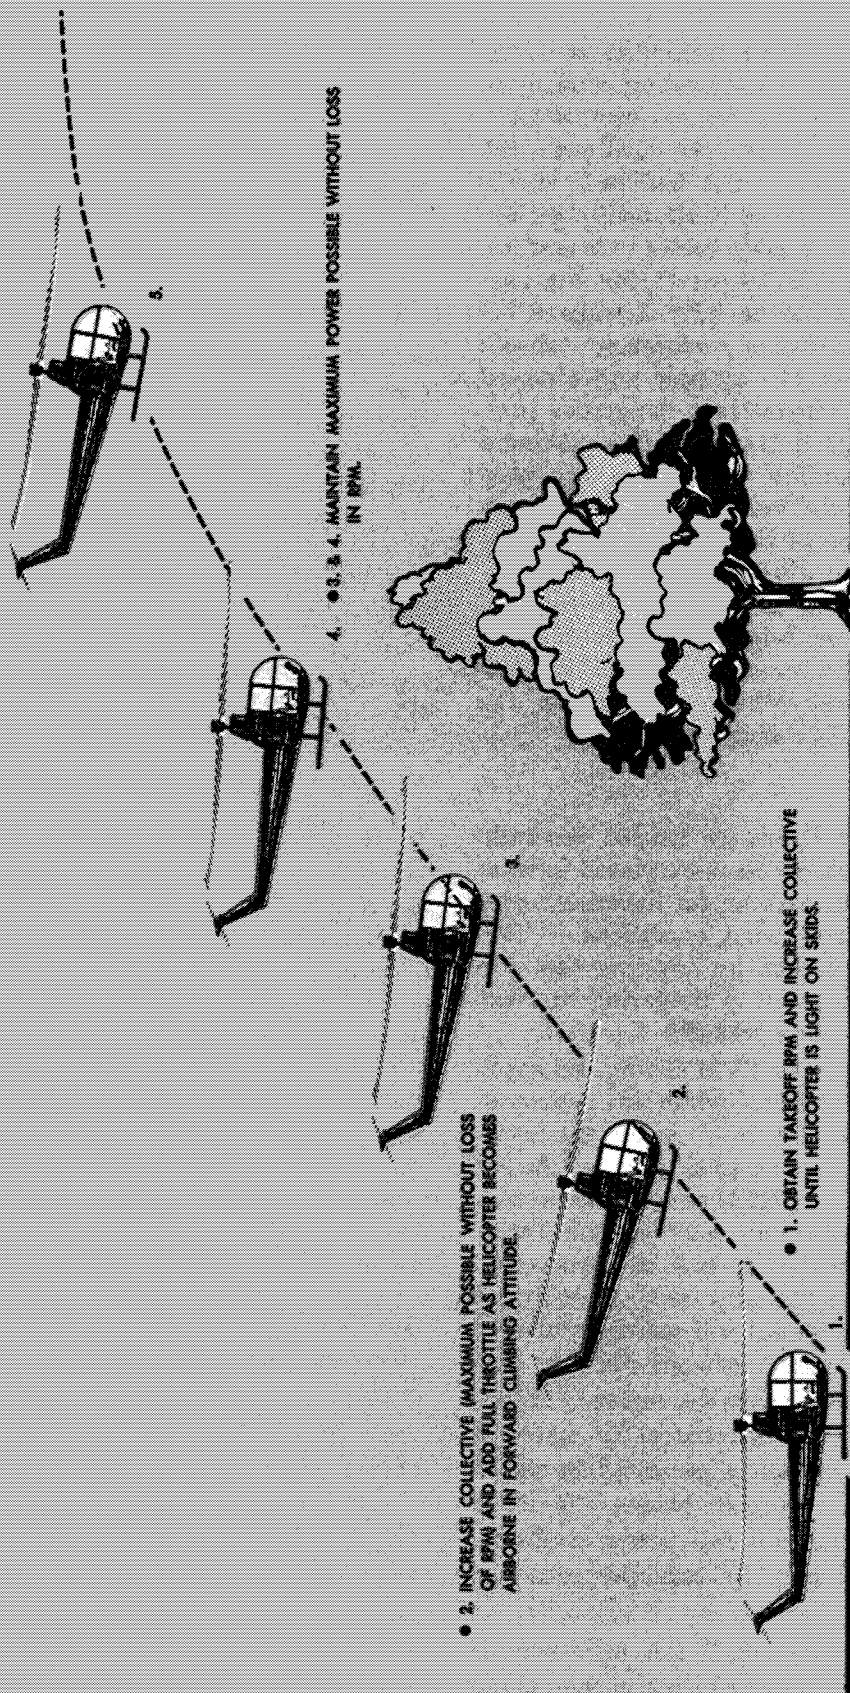 5.
4.
● 3. & 4. MAINTAIN MAXIMUM POWER POSSIBLE WITHOUT LOSS
IN RPM.
3.
● 2. INCREASE COLLECTIVE (MAXIMUM POSSIBLE WITHOUT LOSS
OF RPM) AND ADD FULL THROTTLE AS HELICOPTER BECOMES
AIRBORNE IN FORWARD CLIMBING ATTITUDE.
2.
● 1. OBTAIN TAKEOFF RPM AND INCREASE COLLECTIVE
UNTIL HELICOPTER IS LIGHT ON SKIDS.
1.